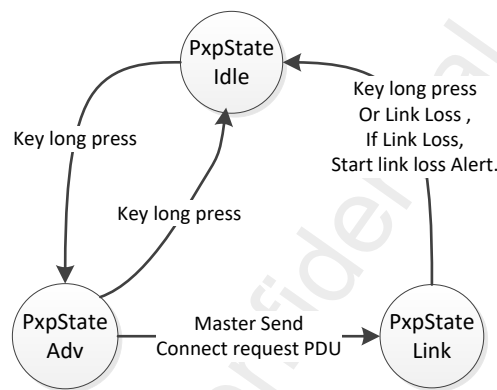 PxpState
Idle
Key long press
Or Link Loss ,
If Link Loss,
Start link loss Alert.
Key long press
Key long press
PxpState
Adv
Master Send
Connect request PDU
PxpState
Link